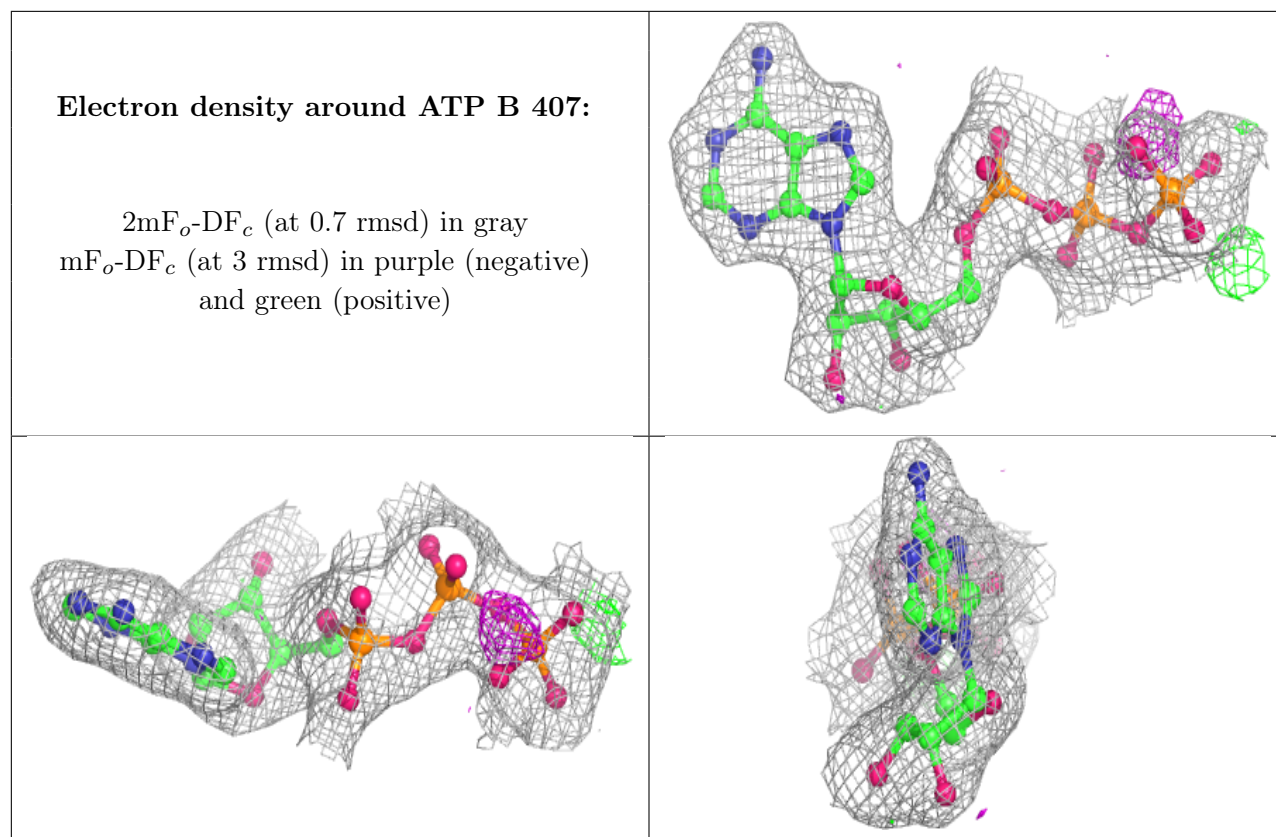 Electron density around ATP B 407:
2mFₒ-DF𝒸 (at 0.7 rmsd) in gray
mFₒ-DF𝒸 (at 3 rmsd) in purple (negative)
and green (positive)